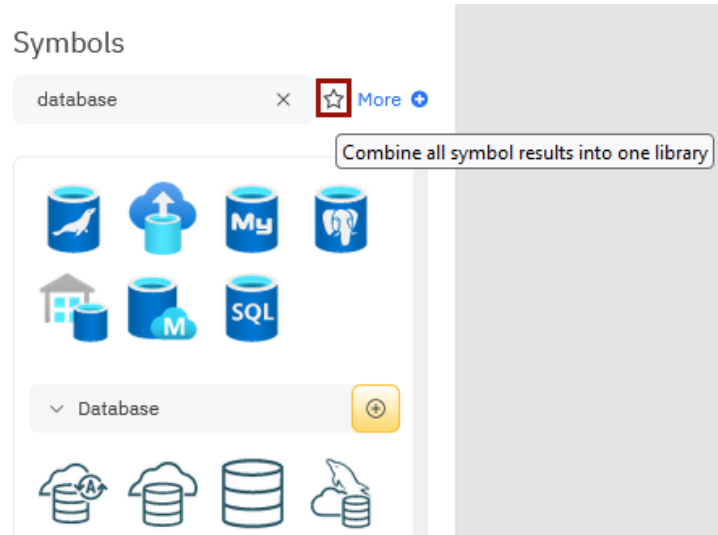 Symbols
database
More
Combine all symbol results into one library
My
M
SQL
Database
A